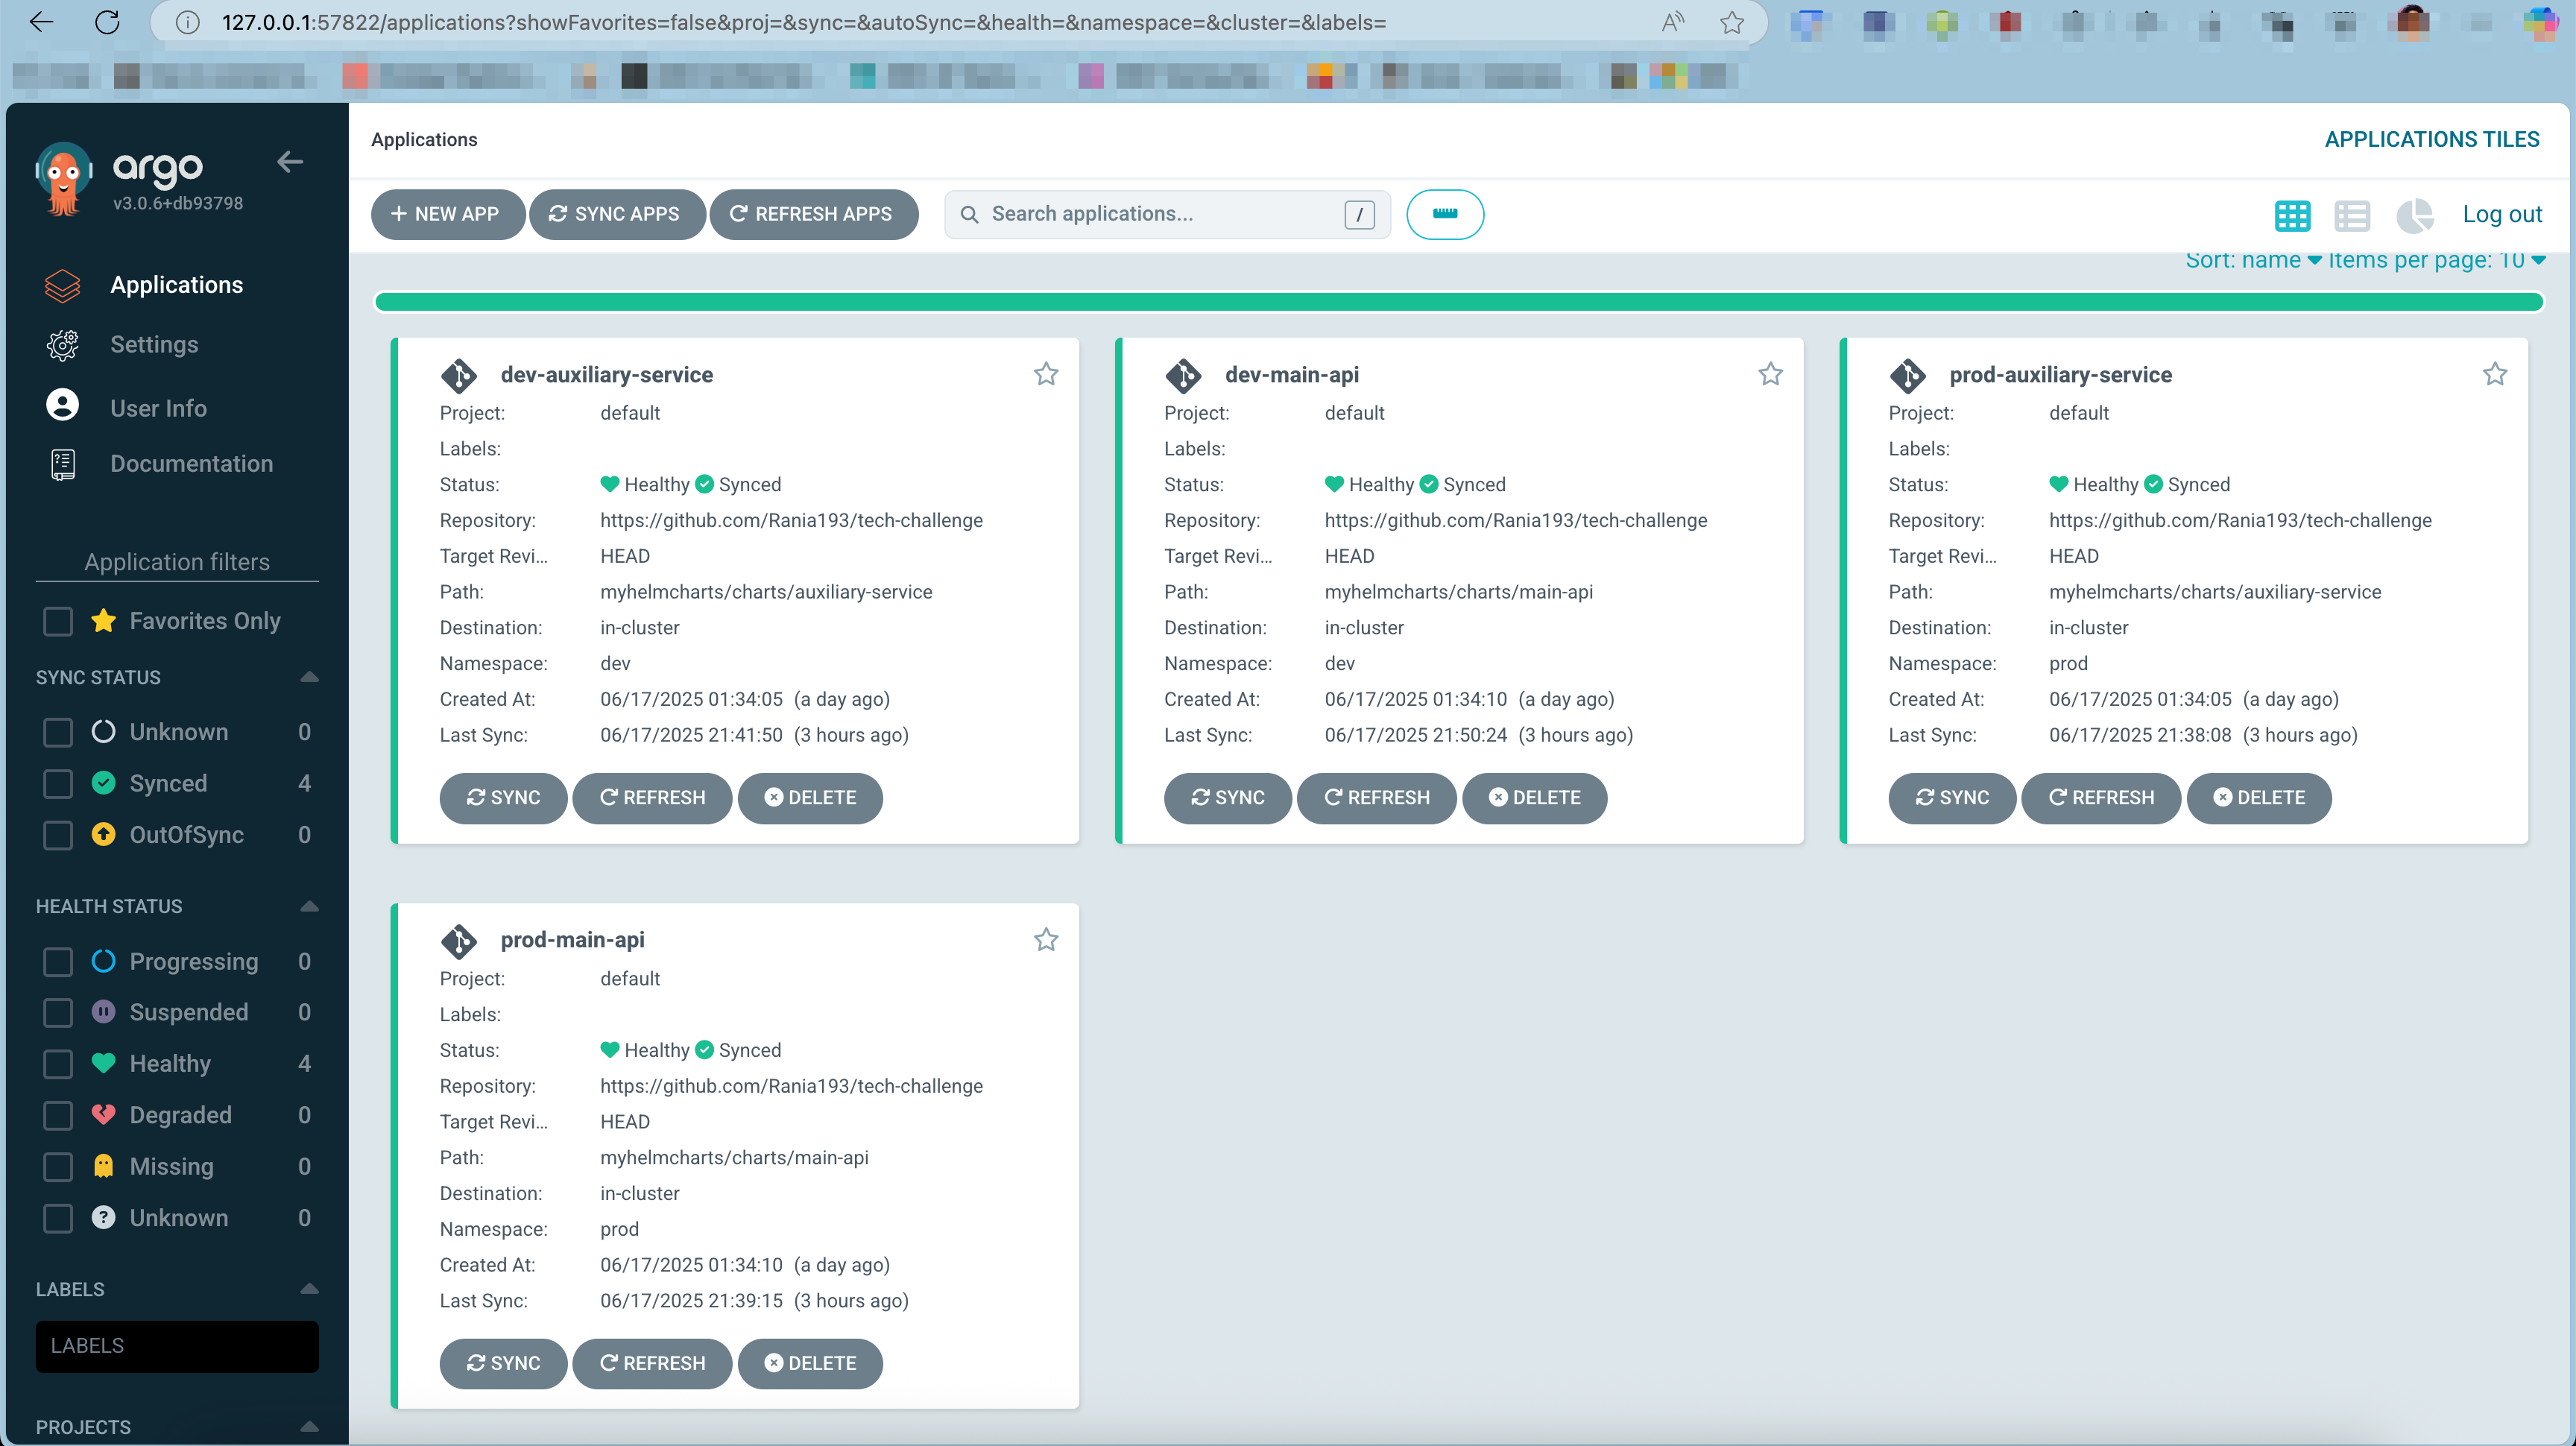 127.0.0.1:57822/applications?showFavorites=false&proj=&sync=&autoSync=&health=&namespace=&cluster=&labels=
argo
v3.0.6+db93798
Applications
Settings
User Info
Documentation
Application filters
Favorites Only
SYNC STATUS
Unknown 0
Synced 4
OutOfSync 0
HEALTH STATUS
Progressing 0
Suspended 0
Healthy 4
Degraded 0
Missing 0
Unknown 0
LABELS
LABELS
PROJECTS
Applications
APPLICATIONS TILES
NEW APP
SYNC APPS
REFRESH APPS
Search applications... /
Log out
Sort: name Items per page: 10
dev-auxiliary-service
Project: default
Labels:
Status: Healthy Synced
Repository: https://github.com/Rania193/tech-challenge
Target Revi... HEAD
Path: myhelmcharts/charts/auxiliary-service
Destination: in-cluster
Namespace: dev
Created At: 06/17/2025 01:34:05 (a day ago)
Last Sync: 06/17/2025 21:41:50 (3 hours ago)
SYNC REFRESH DELETE
dev-main-api
Project: default
Labels:
Status: Healthy Synced
Repository: https://github.com/Rania193/tech-challenge
Target Revi... HEAD
Path: myhelmcharts/charts/main-api
Destination: in-cluster
Namespace: dev
Created At: 06/17/2025 01:34:10 (a day ago)
Last Sync: 06/17/2025 21:50:24 (3 hours ago)
SYNC REFRESH DELETE
prod-auxiliary-service
Project: default
Labels:
Status: Healthy Synced
Repository: https://github.com/Rania193/tech-challenge
Target Revi... HEAD
Path: myhelmcharts/charts/auxiliary-service
Destination: in-cluster
Namespace: prod
Created At: 06/17/2025 01:34:05 (a day ago)
Last Sync: 06/17/2025 21:38:08 (3 hours ago)
SYNC REFRESH DELETE
prod-main-api
Project: default
Labels:
Status: Healthy Synced
Repository: https://github.com/Rania193/tech-challenge
Target Revi... HEAD
Path: myhelmcharts/charts/main-api
Destination: in-cluster
Namespace: prod
Created At: 06/17/2025 01:34:10 (a day ago)
Last Sync: 06/17/2025 21:39:15 (3 hours ago)
SYNC REFRESH DELETE